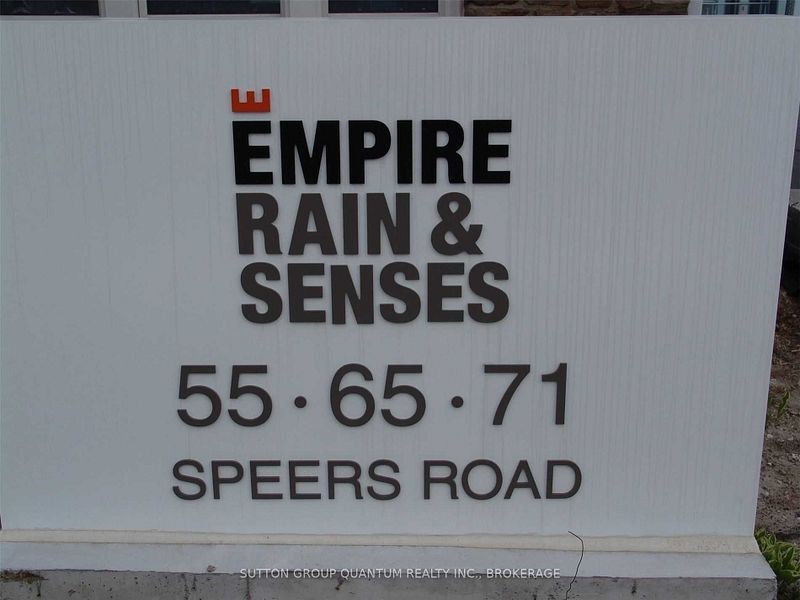 E
EMPIRE
RAIN &
SENSES
55 · 65 · 71
SPEERS ROAD
SUTTON GROUP QUANTUM REALTY INC., BROKERAGE